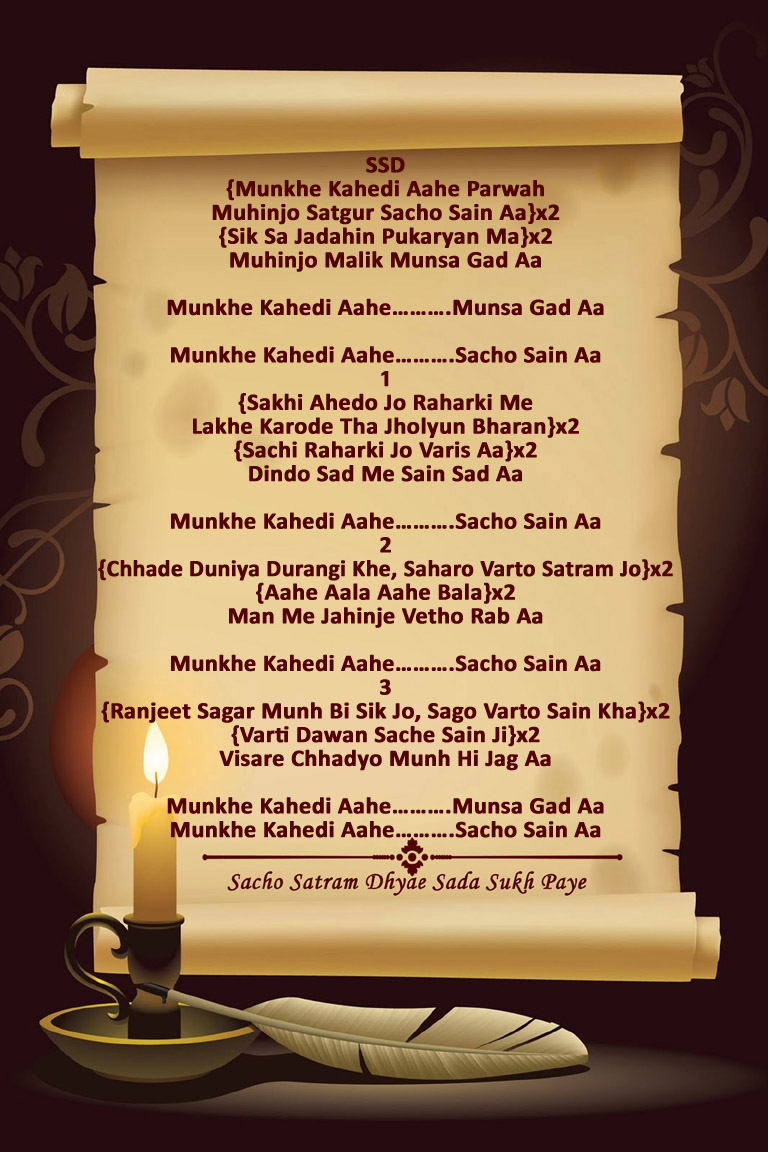 SSD
{Munkhe Kahedi Aahe Parwah
Muhinjo Satgur Sacho Sain Aa}x2
{Sik Sa Jadahin Pukaryan Ma}x2
Muhinjo Malik Munsa Gad Aa
Munkhe Kahedi Aahe……….Munsa Gad Aa
Munkhe Kahedi Aahe……….Sacho Sain Aa
1
{Sakhi Ahedo Jo Raharki Me
Lakhe Karode Tha Jholyun Bharan}x2
{Sachi Raharki Jo Varis Aa}x2
Dindo Sad Me Sain Sad Aa
Munkhe Kahedi Aahe……….Sacho Sain Aa
2
{Chhade Duniya Durangi Khe, Saharo Varto Satram Jo}x2
{Aahe Aala Aahe Bala}x2
Man Me Jahinje Vetho Rab Aa
Munkhe Kahedi Aahe……….Sacho Sain Aa
3
{Ranjeet Sagar Munh Bi Sik Jo, Sago Varto Sain Kha}x2
{Varti Dawan Sache Sain Ji}x2
Visare Chhadyo Munh Hi Jag Aa
Munkhe Kahedi Aahe……….Munsa Gad Aa
Munkhe Kahedi Aahe……….Sacho Sain Aa
Sacho Satram Dhyae Sada Sukh Paye